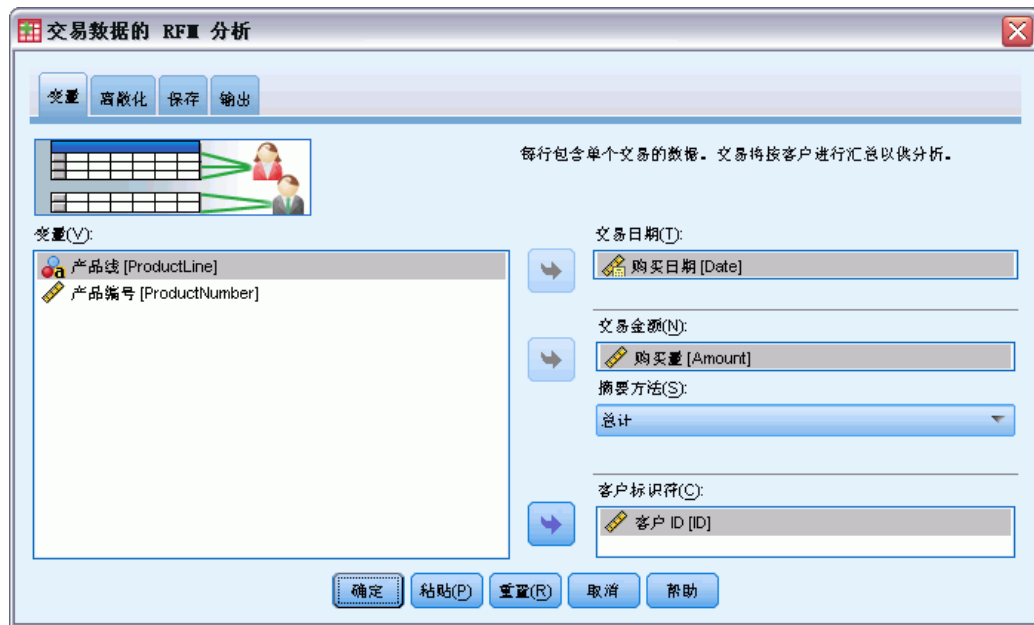 交易数据的 RFM 分析
变量
离散化
保存
输出
每行包含单个交易的数据。交易将按客户进行汇总以供分析。
变量(V):
产品线 [ProductLine]
产品编号 [ProductNumber]
交易日期(T):
购买日期 [Date]
交易金额(N):
购买量 [Amount]
摘要方法(S):
总计
客户标识符(C):
客户 ID [ID]
确定
粘贴(P)
重置(R)
取消
帮助